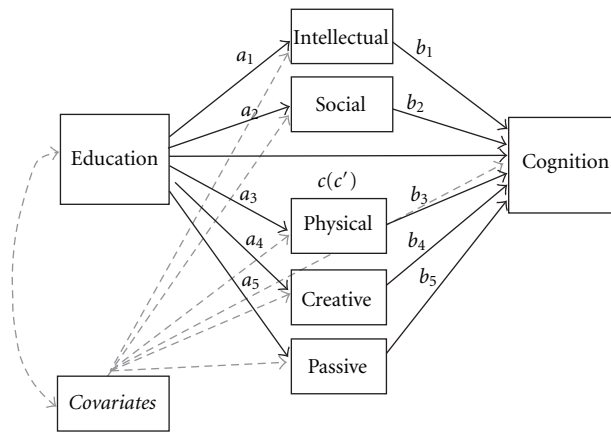 Intellectual
a₁
b₁
Social
a₂
b₂
Education
Cognition
c(c′)
a₃
b₃
Physical
a₄
b₄
Creative
a₅
b₅
Passive
Covariates